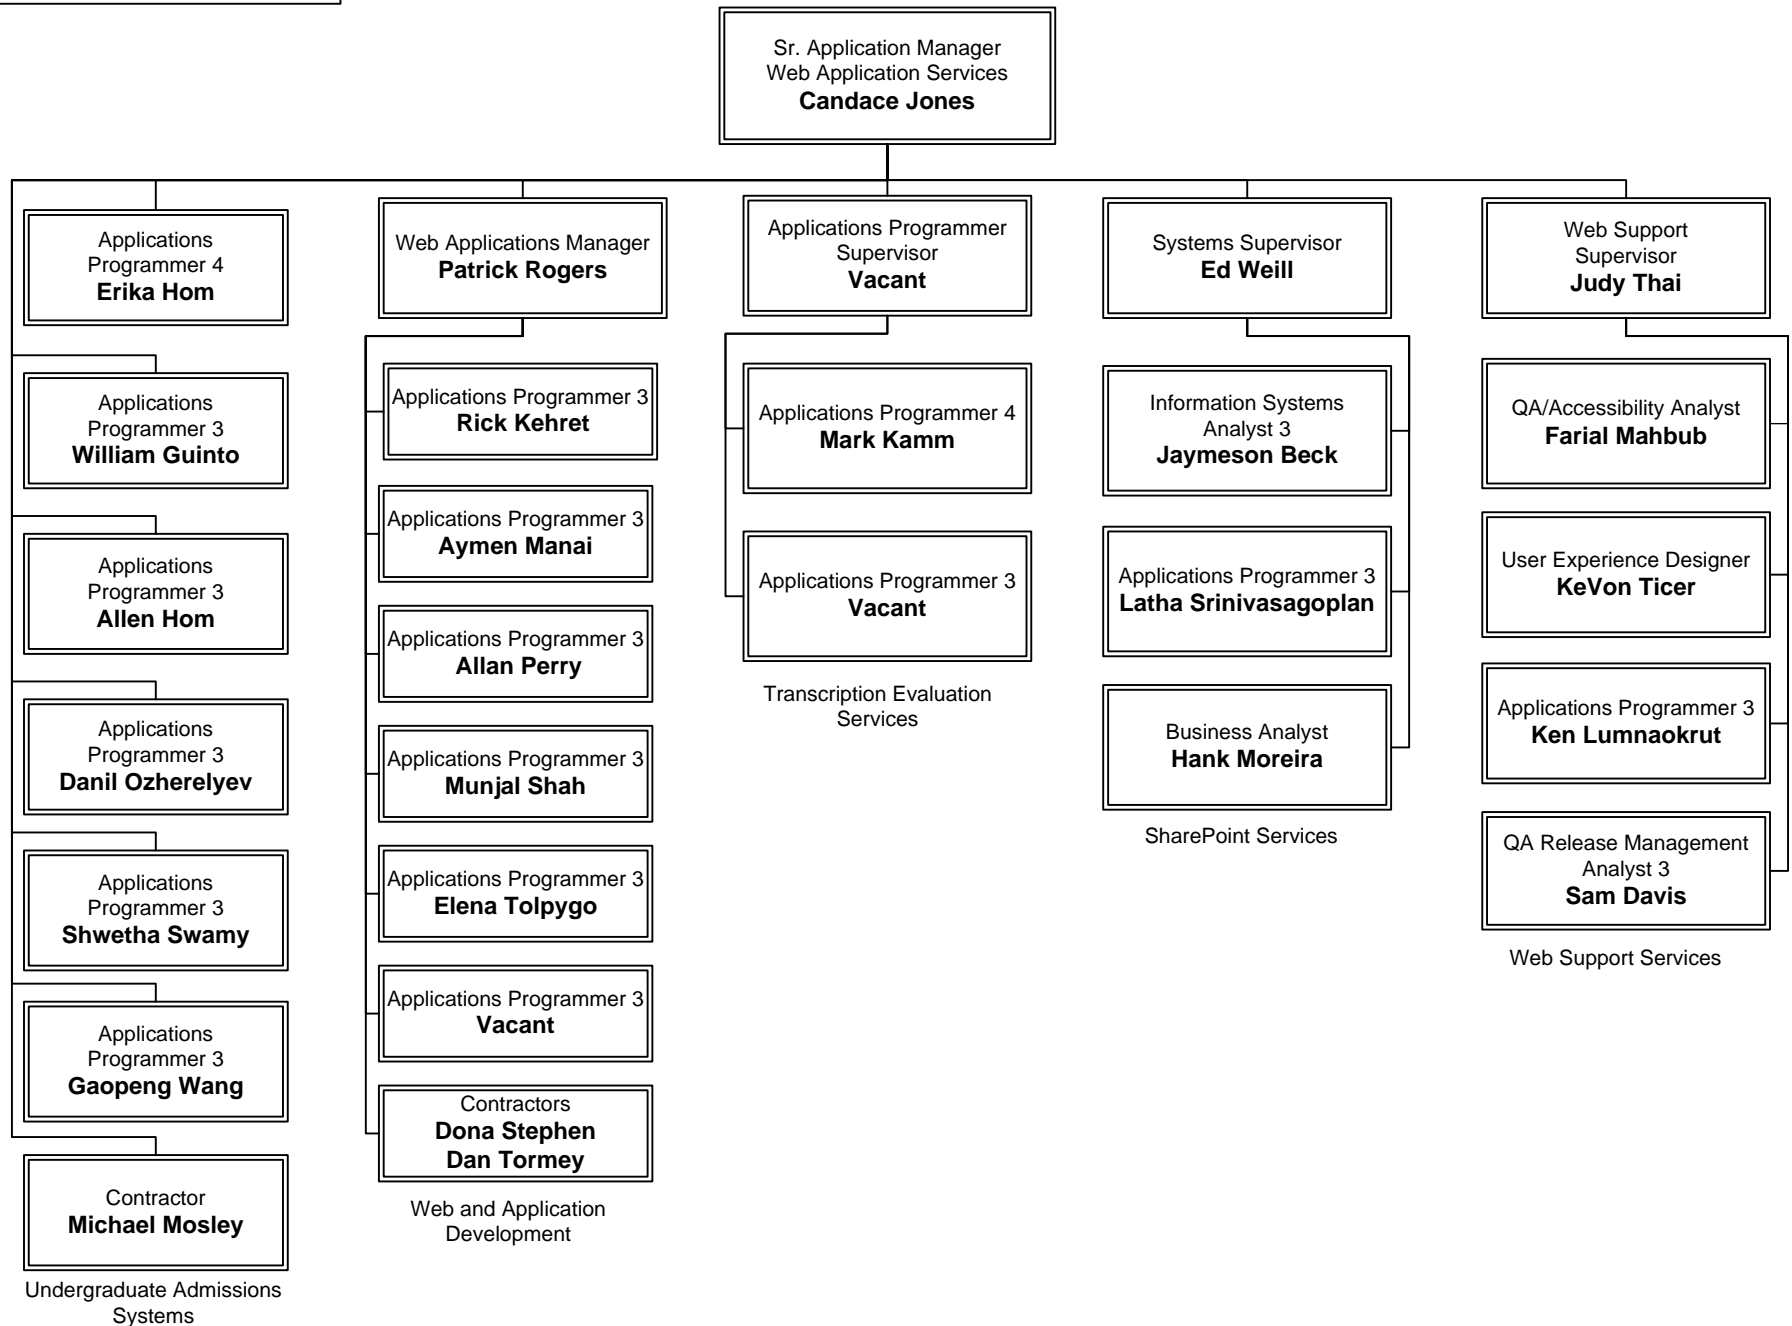 Sr. Application Manager
Web Application Services
Candace Jones
Applications
Programmer 4
Erika Hom
Applications
Programmer 3
William Guinto
Applications
Programmer 3
Allen Hom
Applications
Programmer 3
Danil Ozherelyev
Applications
Programmer 3
Shwetha Swamy
Applications
Programmer 3
Gaopeng Wang
Contractor
Michael Mosley
Undergraduate Admissions
Systems
Web Applications Manager
Patrick Rogers
Applications Programmer 3
Rick Kehret
Applications Programmer 3
Aymen Manai
Applications Programmer 3
Allan Perry
Applications Programmer 3
Munjal Shah
Applications Programmer 3
Elena Tolpygo
Applications Programmer 3
Vacant
Contractors
Dona Stephen
Dan Tormey
Web and Application
Development
Applications Programmer
Supervisor
Vacant
Applications Programmer 4
Mark Kamm
Applications Programmer 3
Vacant
Transcription Evaluation
Services
Systems Supervisor
Ed Weill
Information Systems
Analyst 3
Jaymeson Beck
Applications Programmer 3
Latha Srinivasagoplan
Business Analyst
Hank Moreira
SharePoint Services
Web Support
Supervisor
Judy Thai
QA/Accessibility Analyst
Farial Mahbub
User Experience Designer
KeVon Ticer
Applications Programmer 3
Ken Lumnaokrut
QA Release Management
Analyst 3
Sam Davis
Web Support Services